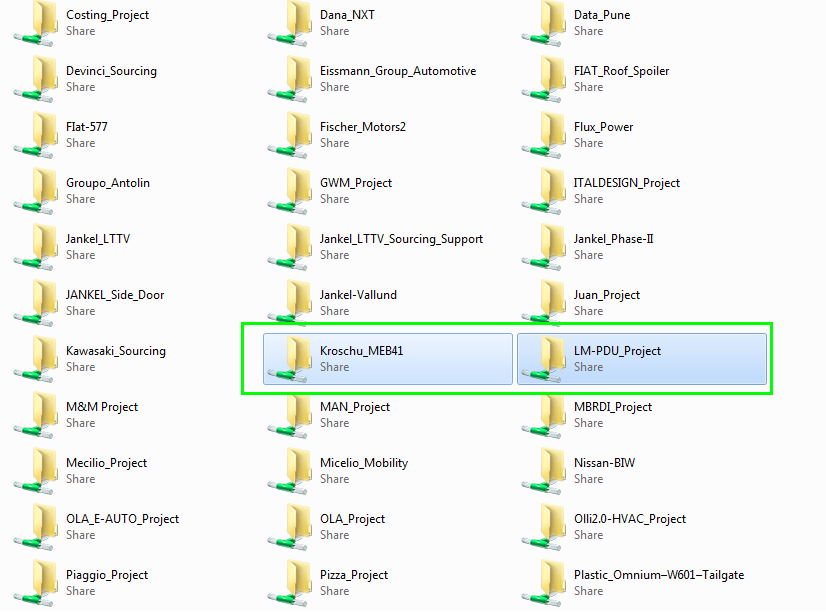 Costing_Project
Share
Dana_NXT
Share
Data_Pune
Share
Devinci_Sourcing
Share
Eissmann_Group_Automotive
Share
FIAT_Roof_Spoiler
Share
FIat-577
Share
Fischer_Motors2
Share
Flux_Power
Share
Groupo_Antolin
Share
GWM_Project
Share
ITALDESIGN_Project
Share
Jankel_LTTV
Share
Jankel_LTTV_Sourcing_Support
Share
Jankel_Phase-II
Share
JANKEL_Side_Door
Share
Jankel-Vallund
Share
Juan_Project
Share
Kawasaki_Sourcing
Share
Kroschu_MEB41
Share
LM-PDU_Project
Share
M&M Project
Share
MAN_Project
Share
MBRDI_Project
Share
Mecilio_Project
Share
Micelio_Mobility
Share
Nissan-BIW
Share
OLA_E-AUTO_Project
Share
OLA_Project
Share
Olli2.0-HVAC_Project
Share
Piaggio_Project
Share
Pizza_Project
Share
Plastic_Omnium–W601–Tailgate
Share